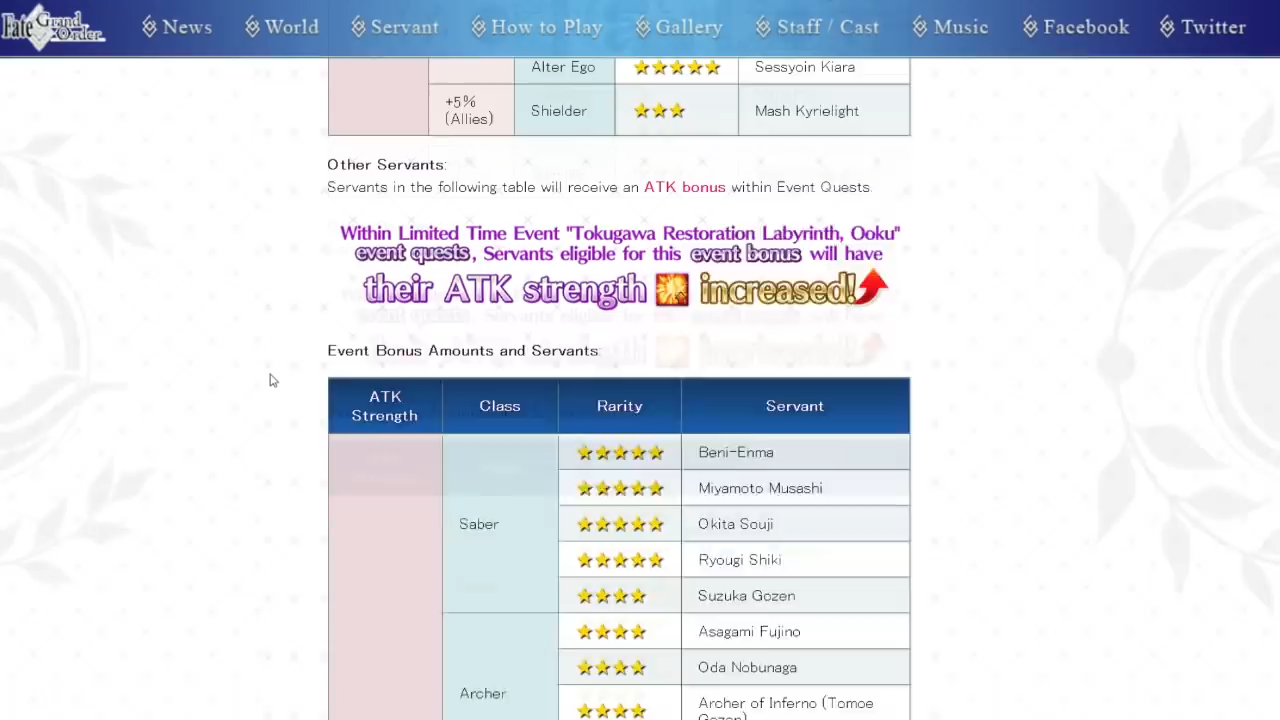 Fate Grand Order
News
World
Servant
How to Play
Gallery
Staff / Cast
Music
Facebook
Twitter
Alter Ego
Sessyoin Kiara
+5%
(Allies)
Shielder
Mash Kyrielight
Other Servants:
Servants in the following table will receive an ATK bonus within Event Quests.
Within Limited Time Event "Tokugawa Restoration Labyrinth, Ooku"
event quests, Servants eligible for this event bonus will have
their ATK strength increased!
Event Bonus Amounts and Servants:
ATK
Strength
Class
Rarity
Servant
Saber
Beni-Enma
Miyamoto Musashi
Okita Souji
Ryougi Shiki
Suzuka Gozen
Archer
Asagami Fujino
Oda Nobunaga
Archer of Inferno (Tomoe
Gozen)